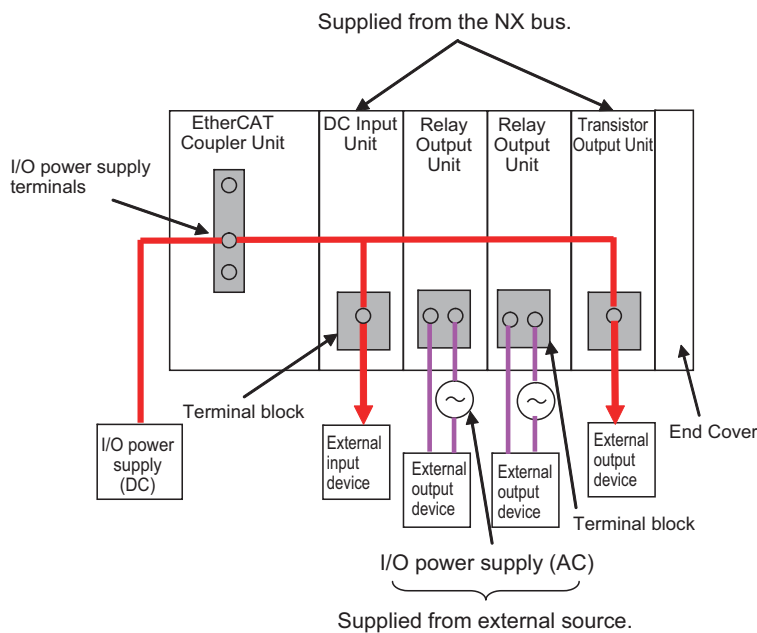 Supplied from the NX bus.
EtherCAT
Coupler Unit
DC Input
Unit
Relay
Output
Unit
Relay
Output
Unit
Transistor
Output Unit
I/O power supply
terminals
Terminal block
End Cover
I/O power
supply
(DC)
External
input
device
External
output
device
External
output
device
External
output
device
Terminal block
I/O power supply (AC)
Supplied from external source.